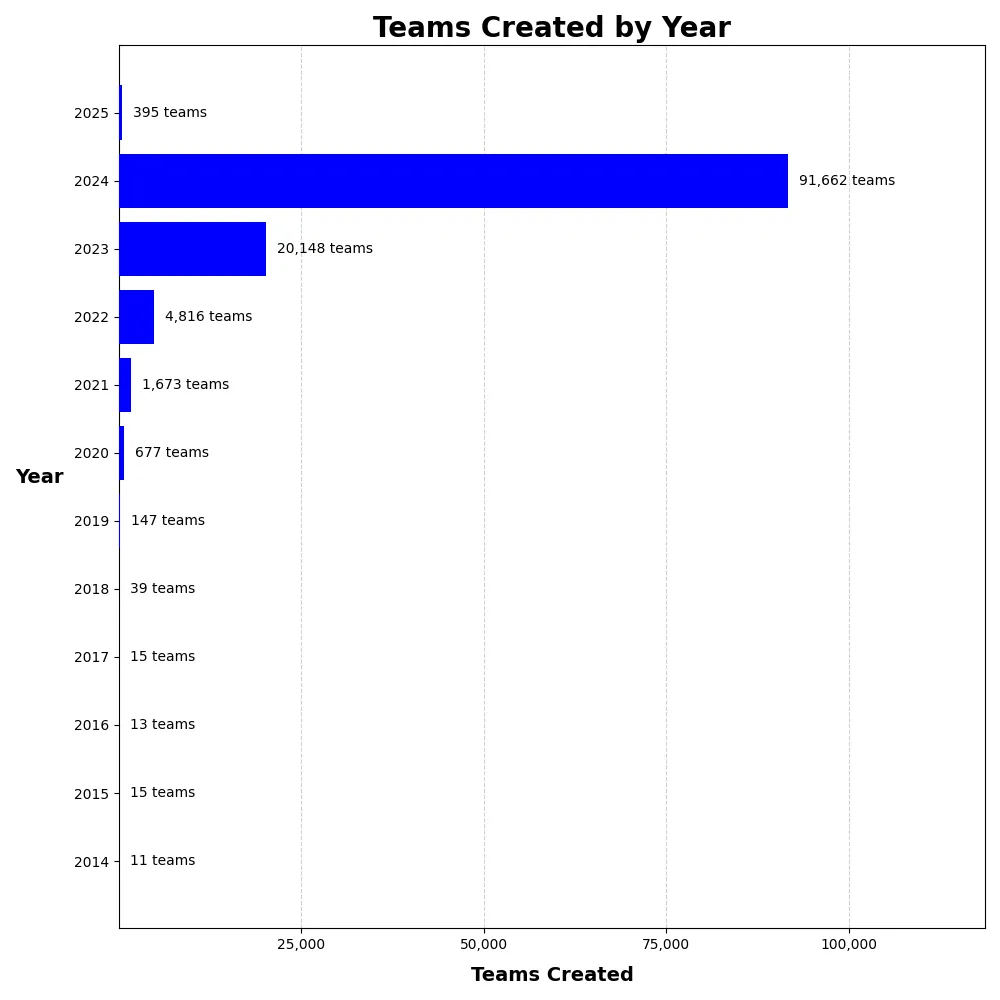 Teams Created by Year
2025 395 teams
2024 91,662 teams
2023 20,148 teams
2022 4,816 teams
2021 1,673 teams
2020 677 teams
Year
2019 147 teams
2018 39 teams
2017 15 teams
2016 13 teams
2015 15 teams
2014 11 teams
25,000 50,000 75,000 100,000
Teams Created